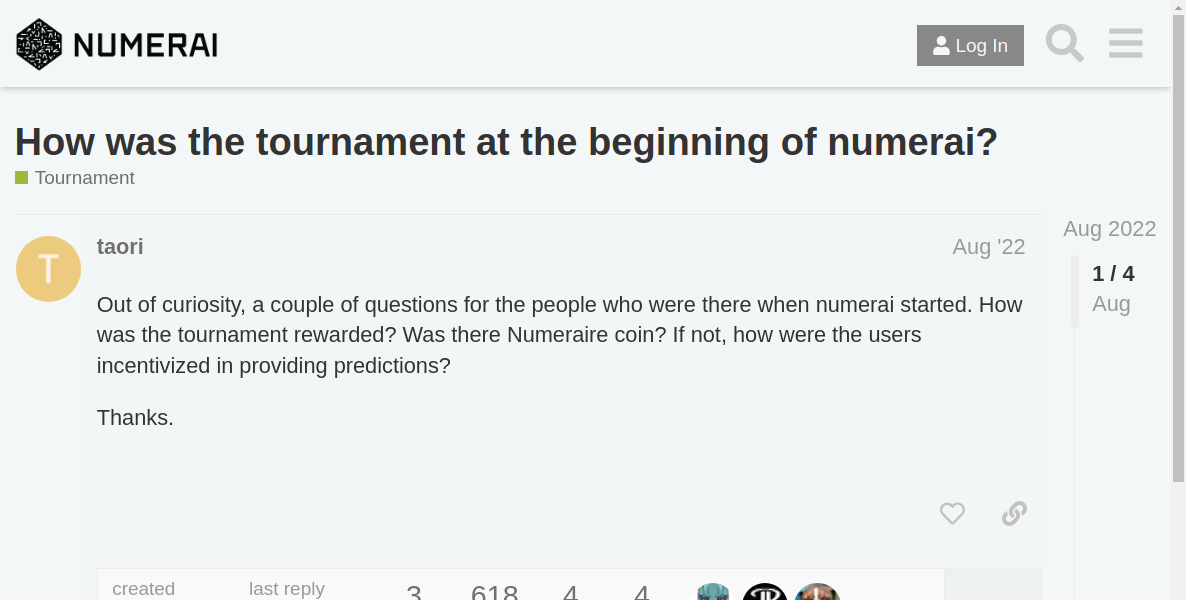 NUMERAI
Log In
How was the tournament at the beginning of numerai?
Tournament
T
taori
Aug '22
Out of curiosity, a couple of questions for the people who were there when numerai started. How
was the tournament rewarded? Was there Numeraire coin? If not, how were the users
incentivized in providing predictions?
Thanks.
Aug 2022
1 / 4
Aug
created
last reply
3
618
4
4